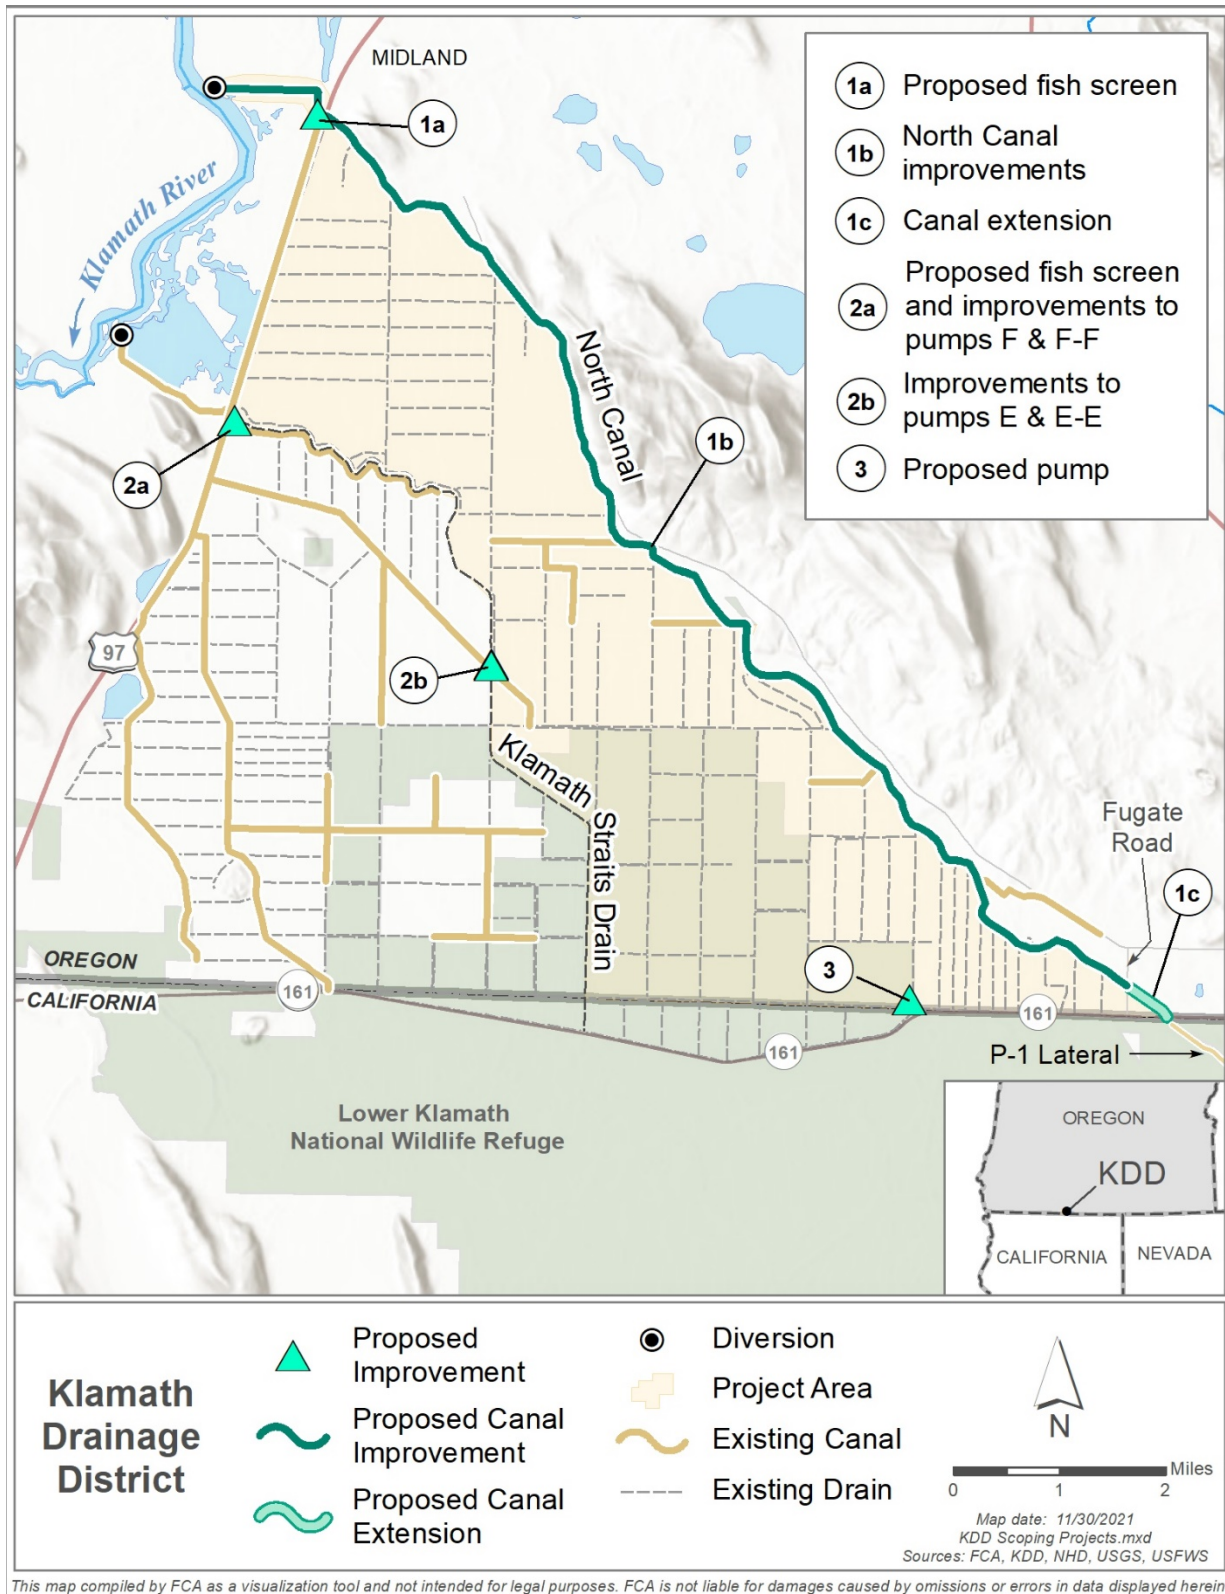 MIDLAND
1a
Klamath River
2a
North Canal
1b
97
2b
Klamath
Straits Drain
Fugate
Road
1c
3
OREGON
CALIFORNIA
161
161
161
P-1 Lateral
Lower Klamath
National Wildlife Refuge
1a Proposed fish screen
1b North Canal
improvements
1c Canal extension
2a Proposed fish screen
and improvements to
pumps F & F-F
2b Improvements to
pumps E & E-E
3 Proposed pump
OREGON
KDD
CALIFORNIA
NEVADA
Klamath
Drainage
District
Proposed
Improvement
Proposed Canal
Improvement
Proposed Canal
Extension
Diversion
Project Area
Existing Canal
Existing Drain
N
Miles
0 1 2
Map date: 11/30/2021
KDD Scoping Projects.mxd
Sources: FCA, KDD, NHD, USGS, USFWS
This map compiled by FCA as a visualization tool and not intended for legal purposes. FCA is not liable for damages caused by omissions or errors in data displayed herein